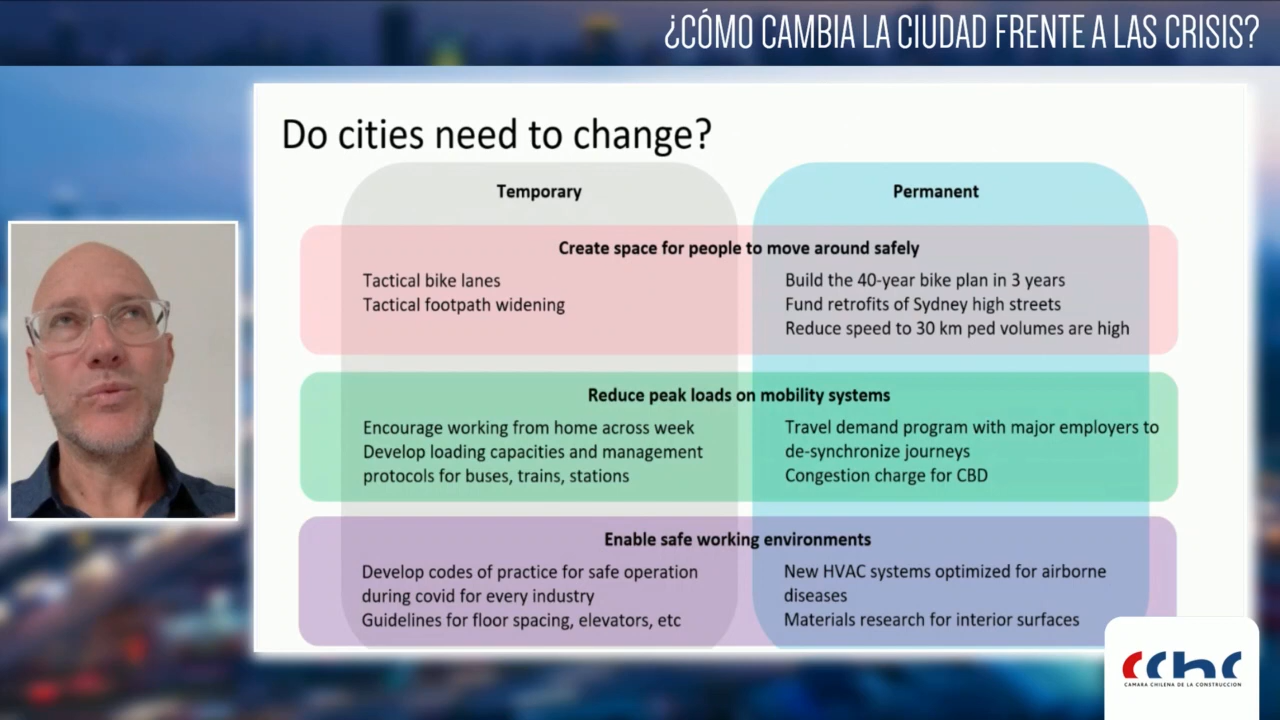 ¿CÓMO CAMBIA LA CIUDAD FRENTE A LAS CRISIS?
Do cities need to change?
Temporary
Permanent
Create space for people to move around safely
Tactical bike lanes
Tactical footpath widening
Build the 40-year bike plan in 3 years
Fund retrofits of Sydney high streets
Reduce speed to 30 km ped volumes are high
Reduce peak loads on mobility systems
Encourage working from home across week
Develop loading capacities and management
protocols for buses, trains, stations
Travel demand program with major employers to
de-synchronize journeys
Congestion charge for CBD
Enable safe working environments
Develop codes of practice for safe operation
during covid for every industry
Guidelines for floor spacing, elevators, etc
New HVAC systems optimized for airborne
diseases
Materials research for interior surfaces
cchc
CAMARA CHILENA DE LA CONSTRUCCION